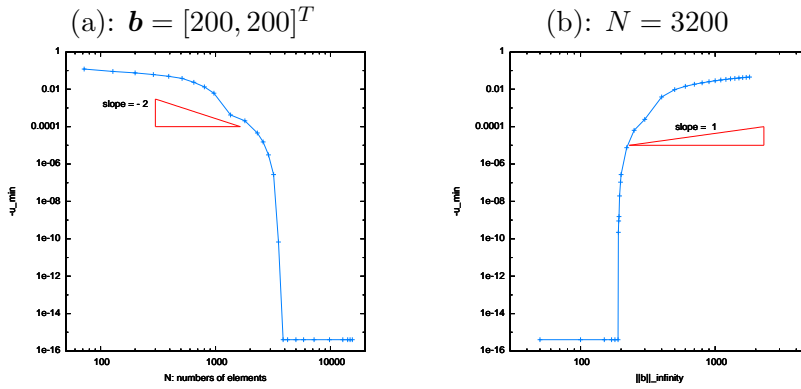 (a): b = [200, 200]^T
(b): N = 3200
1
0.01
0.0001
1e-06
1e-08
1e-10
1e-12
1e-14
1e-16
-u_min
slope = - 2
100
1000
10000
N: numbers of elements
1
0.01
0.0001
1e-06
1e-08
1e-10
1e-12
1e-14
1e-16
-u_min
slope = 1
100
1000
||b||_infinity